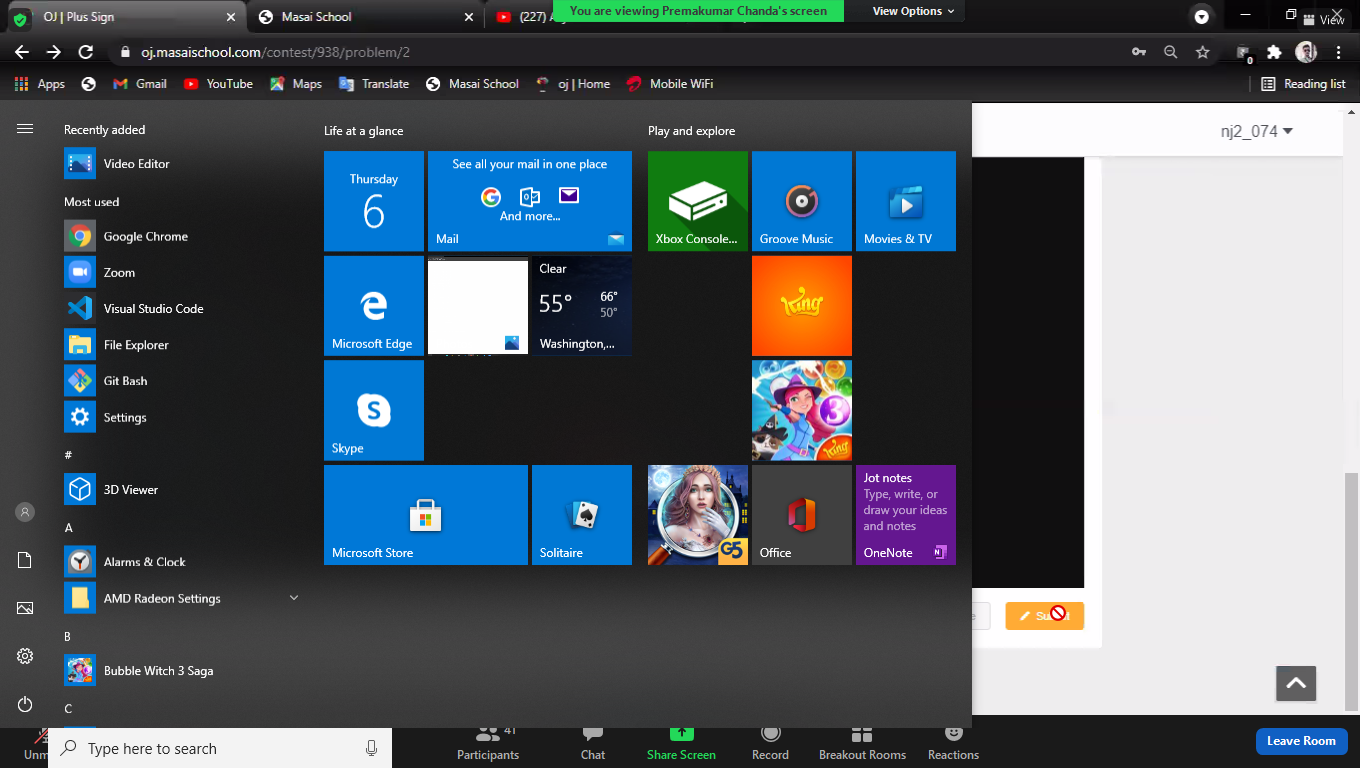 OJ | Plus Sign
Masai School
You are viewing Premakumar Chanda's screen
View Options
View
oj.masaischool.com/contest/938/problem/2
0
Apps
Gmail
YouTube
Maps
Translate
Masai School
oj | Home
Mobile WiFi
Reading list
nj2_074
Recently added
Video Editor
Most used
Google Chrome
Zoom
Visual Studio Code
File Explorer
Git Bash
Settings
#
3D Viewer
A
Alarms & Clock
AMD Radeon Settings
B
Bubble Witch 3 Saga
C
Life at a glance
Thursday
6
See all your mail in one place
And more...
Mail
Microsoft Edge
Clear
55° 66°
50°
Washington,...
Skype
Microsoft Store
Solitaire
Play and explore
Xbox Console...
Groove Music
Movies & TV
King
3
King
G5
Office
Jot notes
Type, write, or
draw your ideas
and notes
OneNote
Type here to search
Participants
41
Chat
Share Screen
Record
Breakout Rooms
Reactions
Leave Room